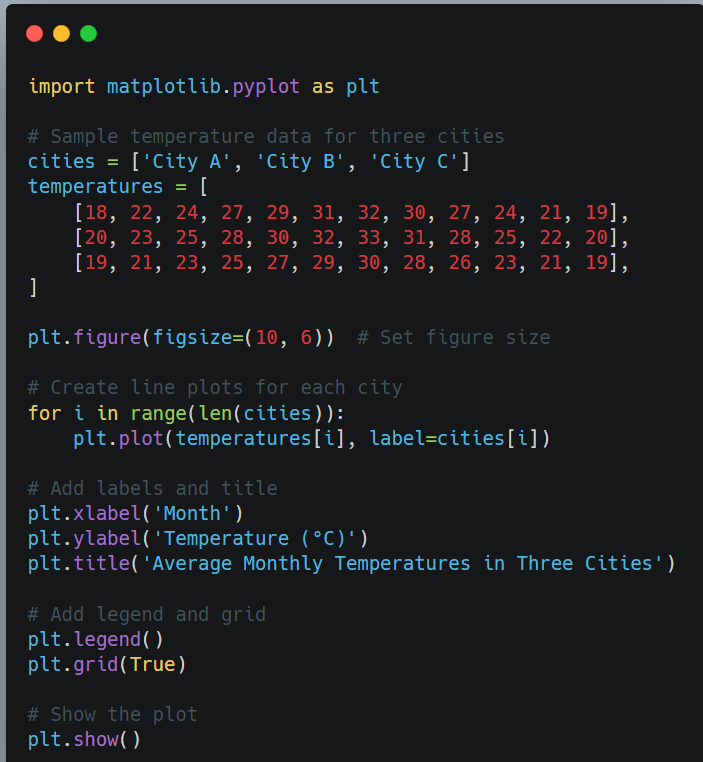 import matplotlib.pyplot as plt

# Sample temperature data for three cities
cities = ['City A', 'City B', 'City C']
temperatures = [
    [18, 22, 24, 27, 29, 31, 32, 30, 27, 24, 21, 19],
    [20, 23, 25, 28, 30, 32, 33, 31, 28, 25, 22, 20],
    [19, 21, 23, 25, 27, 29, 30, 28, 26, 23, 21, 19],
]

plt.figure(figsize=(10, 6))  # Set figure size

# Create line plots for each city
for i in range(len(cities)):
    plt.plot(temperatures[i], label=cities[i])

# Add labels and title
plt.xlabel('Month')
plt.ylabel('Temperature (°C)')
plt.title('Average Monthly Temperatures in Three Cities')

# Add legend and grid
plt.legend()
plt.grid(True)

# Show the plot
plt.show()